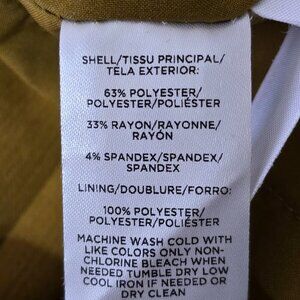 SHELL/TISSU PRINCIPAL/
TELA EXTERIOR:
63% POLYESTER/
POLYESTER/POLIÉSTER
33% RAYON/RAYONNE/
RAYÓN
4% SPANDEX/SPANDEX/
SPANDEX
LINING/DOUBLURE/FORRO:
100% POLYESTER/
POLYESTER/POLIÉSTER
MACHINE WASH COLD WITH
LIKE COLORS ONLY NON-
CHLORINE BLEACH WHEN
NEEDED TUMBLE DRY LOW
COOL IRON IF NEEDED OR
DRY CLEAN